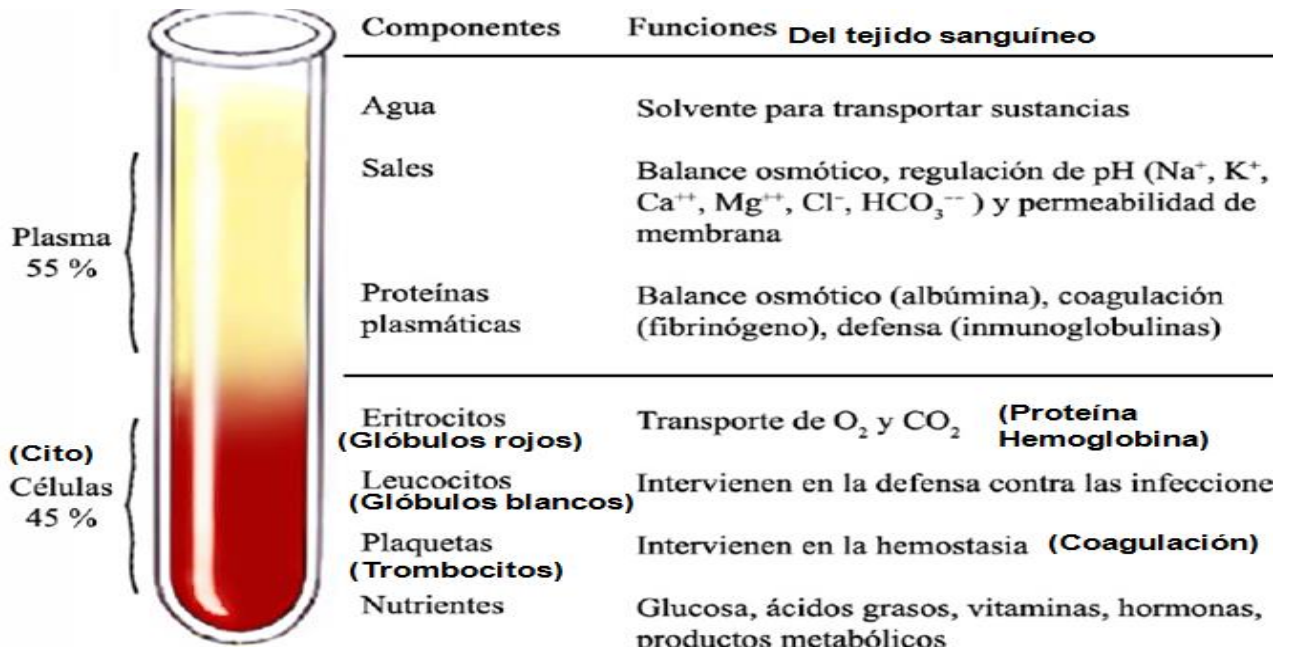 Componentes Funciones Del tejido sanguíneo
Agua Solvente para transportar sustancias
Sales Balance osmótico, regulación de pH (Na⁺, K⁺,
Ca⁺⁺, Mg⁺⁺, Cl⁻, HCO₃⁻⁻ ) y permeabilidad de
membrana
Plasma
55 %
Proteínas Balance osmótico (albúmina), coagulación
plasmáticas (fibrinógeno), defensa (inmunoglobulinas)
Eritrocitos Transporte de O₂ y CO₂ (Proteína
(Glóbulos rojos) Hemoglobina)
(Cito)
Células
45 %
Leucocitos Intervienen en la defensa contra las infeccione
(Glóbulos blancos)
Plaquetas Intervienen en la hemostasia (Coagulación)
(Trombocitos)
Nutrientes Glucosa, ácidos grasos, vitaminas, hormonas,
productos metabólicos